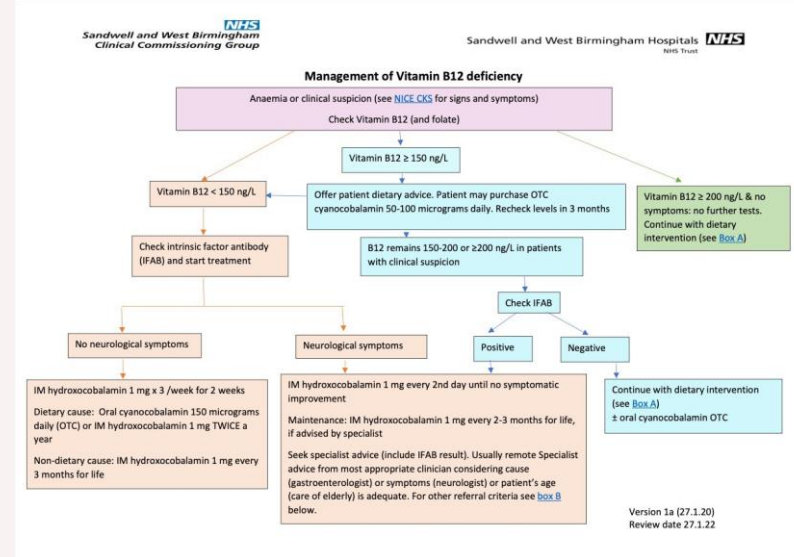 NHS
Sandwell and West Birmingham
Clinical Commissioning Group
Sandwell and West Birmingham Hospitals NHS
NHS Trust
Management of Vitamin B12 deficiency
Anaemia or clinical suspicion (see NICE CKS for signs and symptoms)
Check Vitamin B12 (and folate)
Vitamin B12 ≥ 150 ng/L
Vitamin B12 < 150 ng/L
Offer patient dietary advice. Patient may purchase OTC
cyanocobalamin 50-100 micrograms daily. Recheck levels in 3 months
Vitamin B12 ≥ 200 ng/L & no
symptoms: no further tests.
Continue with dietary
intervention (see Box A)
Check intrinsic factor antibody
(IFAB) and start treatment
B12 remains 150-200 or ≥200 ng/L in patients
with clinical suspicion
Check IFAB
No neurological symptoms
Neurological symptoms
Positive
Negative
IM hydroxocobalamin 1 mg x 3 /week for 2 weeks
Dietary cause: Oral cyanocobalamin 150 micrograms
daily (OTC) or IM hydroxocobalamin 1 mg TWICE a
year
Non-dietary cause: IM hydroxocobalamin 1 mg every
3 months for life
IM hydroxocobalamin 1 mg every 2nd day until no symptomatic
improvement
Maintenance: IM hydroxocobalamin 1 mg every 2-3 months for life,
if advised by specialist
Seek specialist advice (include IFAB result). Usually remote Specialist
advice from most appropriate clinician considering cause
(gastroenterologist) or symptoms (neurologist) or patient's age
(care of elderly) is adequate. For other referral criteria see box B
below.
Continue with dietary intervention
(see Box A)
± oral cyanocobalamin OTC
Version 1a (27.1.20)
Review date 27.1.22